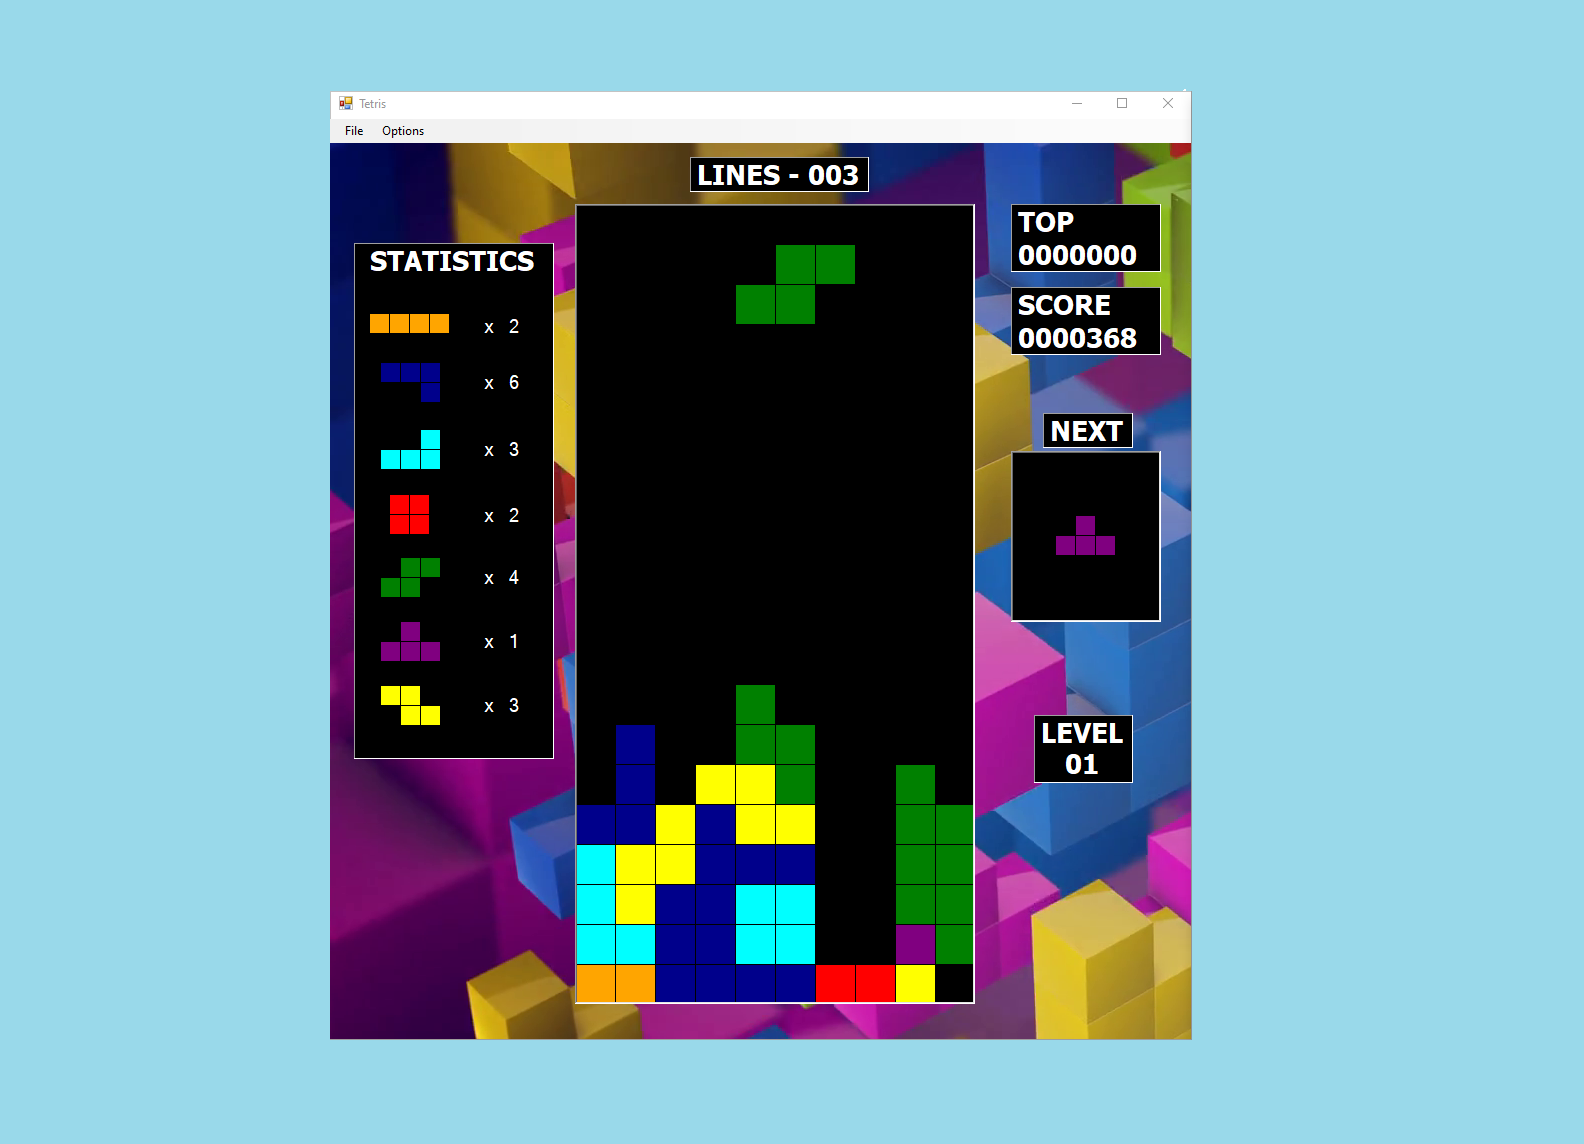 Tetris
File Options
LINES - 003
STATISTICS
x 2
x 6
x 3
x 2
x 4
x 1
x 3
TOP
0000000
SCORE
0000368
NEXT
LEVEL
01